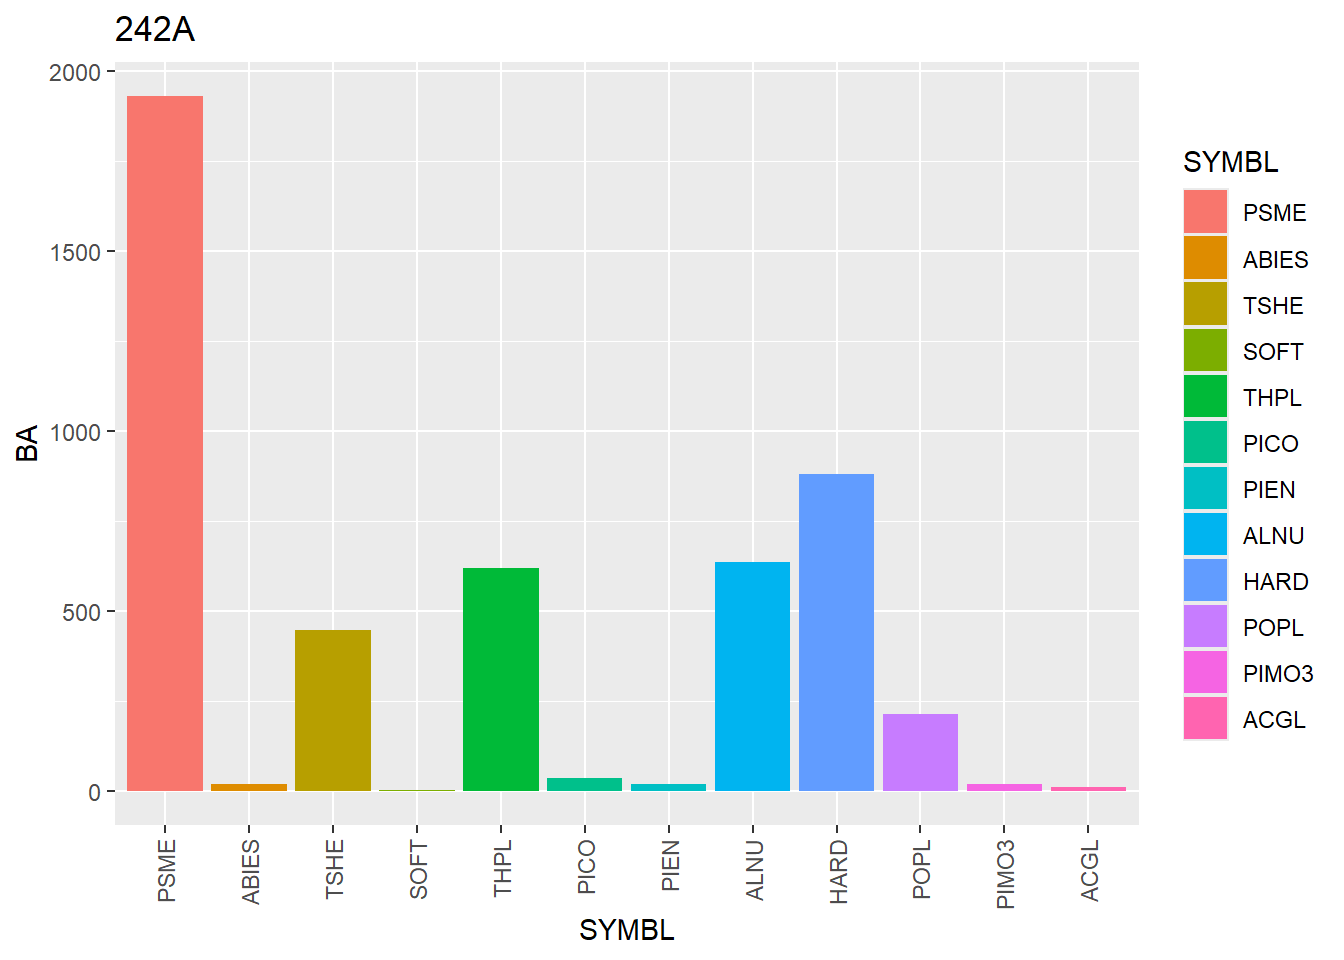 242A
BA
2000
1500
1000
500
0
PSME
ABIES
TSHE
SOFT
THPL
PICO
PIEN
ALNU
HARD
POPL
PIMO3
ACGL
SYMBL
SYMBL
PSME
ABIES
TSHE
SOFT
THPL
PICO
PIEN
ALNU
HARD
POPL
PIMO3
ACGL